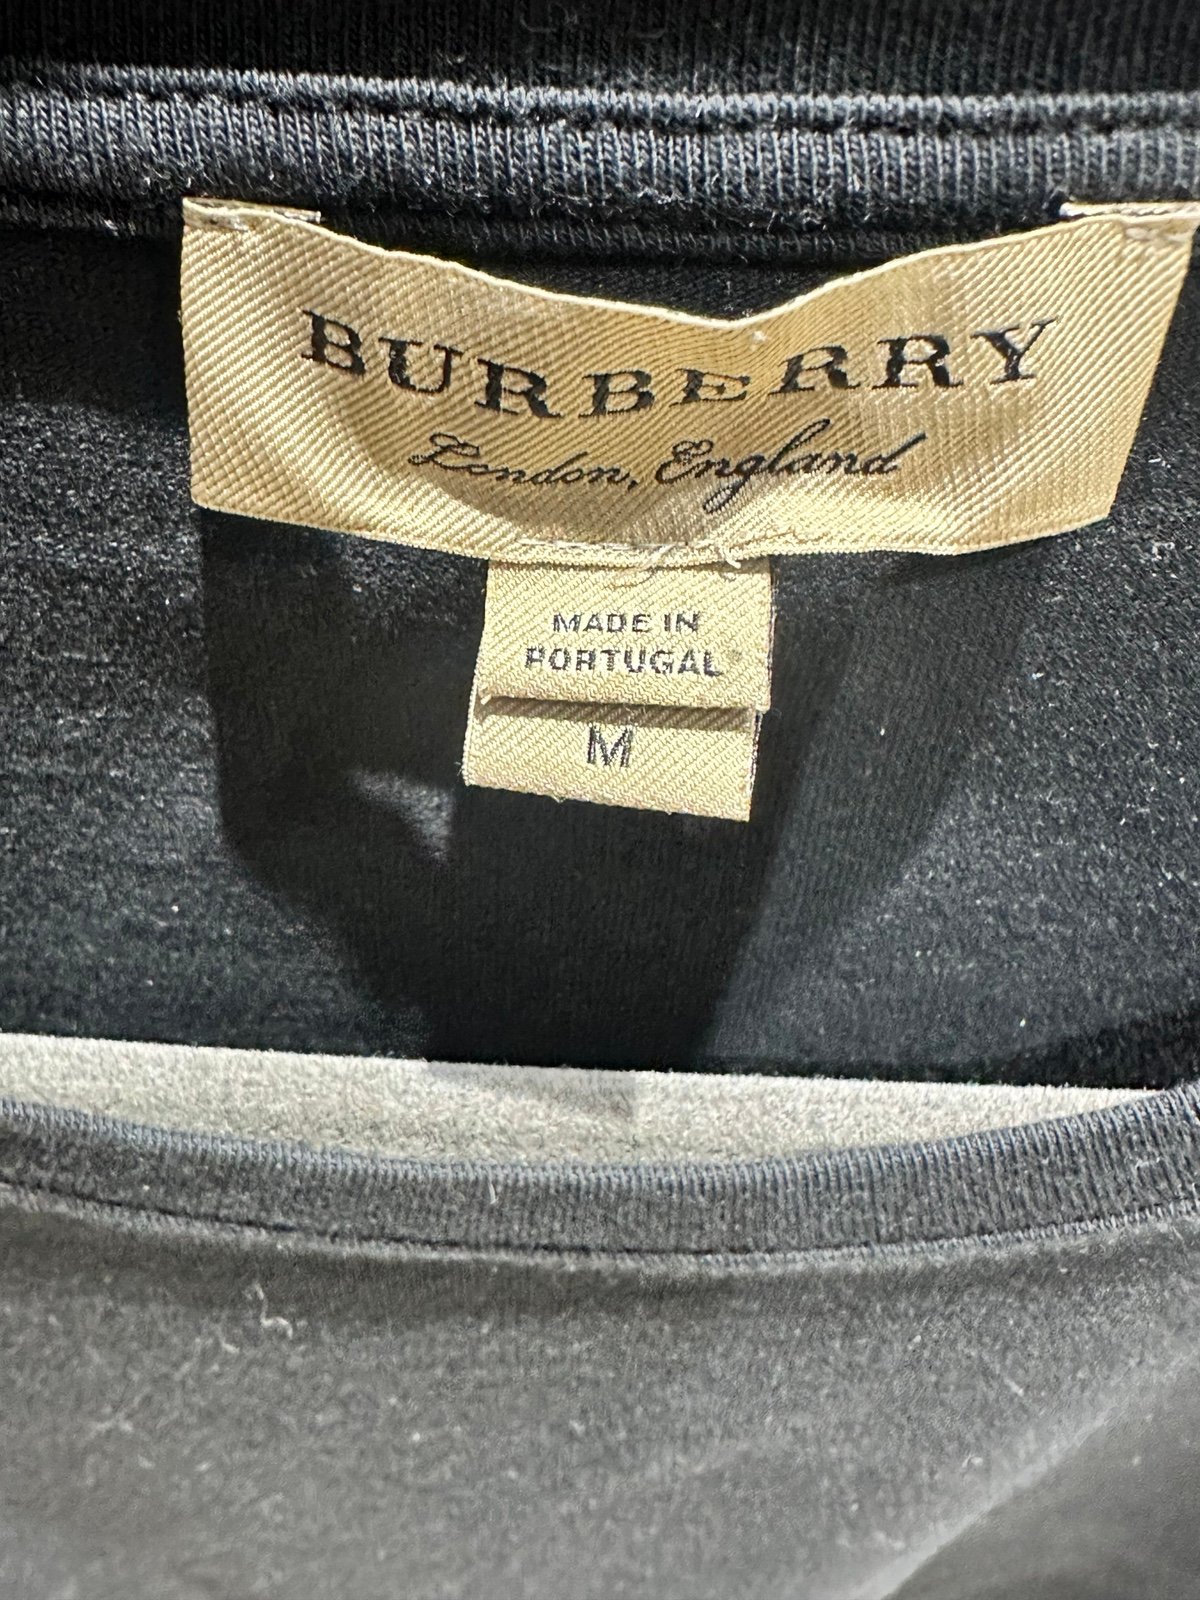 BURBERRY
London, England
MADE IN
PORTUGAL
M